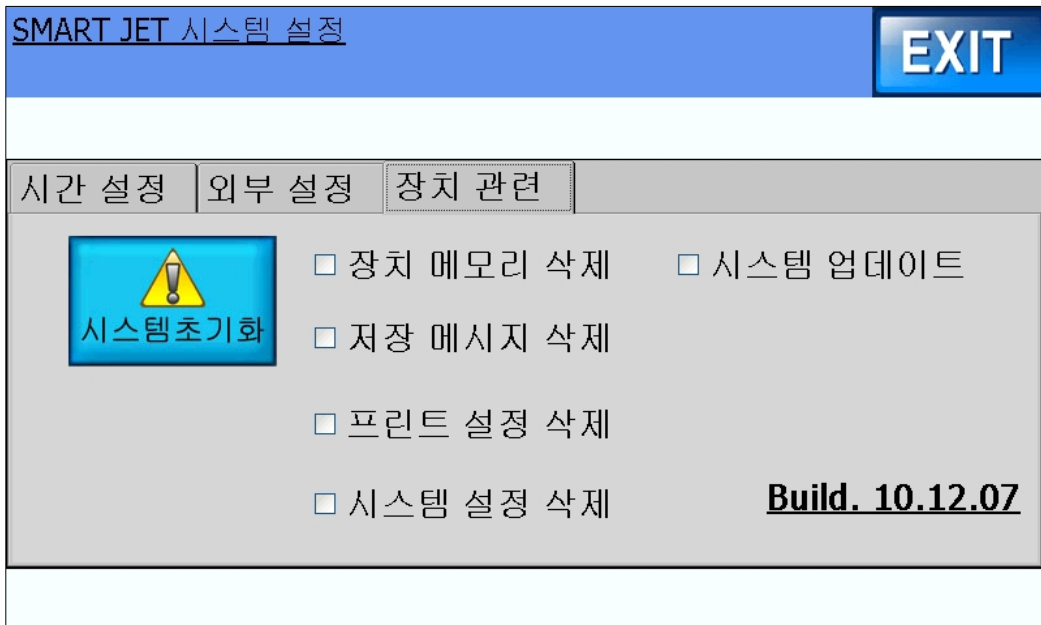 SMART JET 시스템 설정
EXIT
시간 설정 외부 설정 장치 관련
시스템초기화
장치 메모리 삭제 시스템 업데이트
저장 메시지 삭제
프린트 설정 삭제
시스템 설정 삭제
Build. 10.12.07